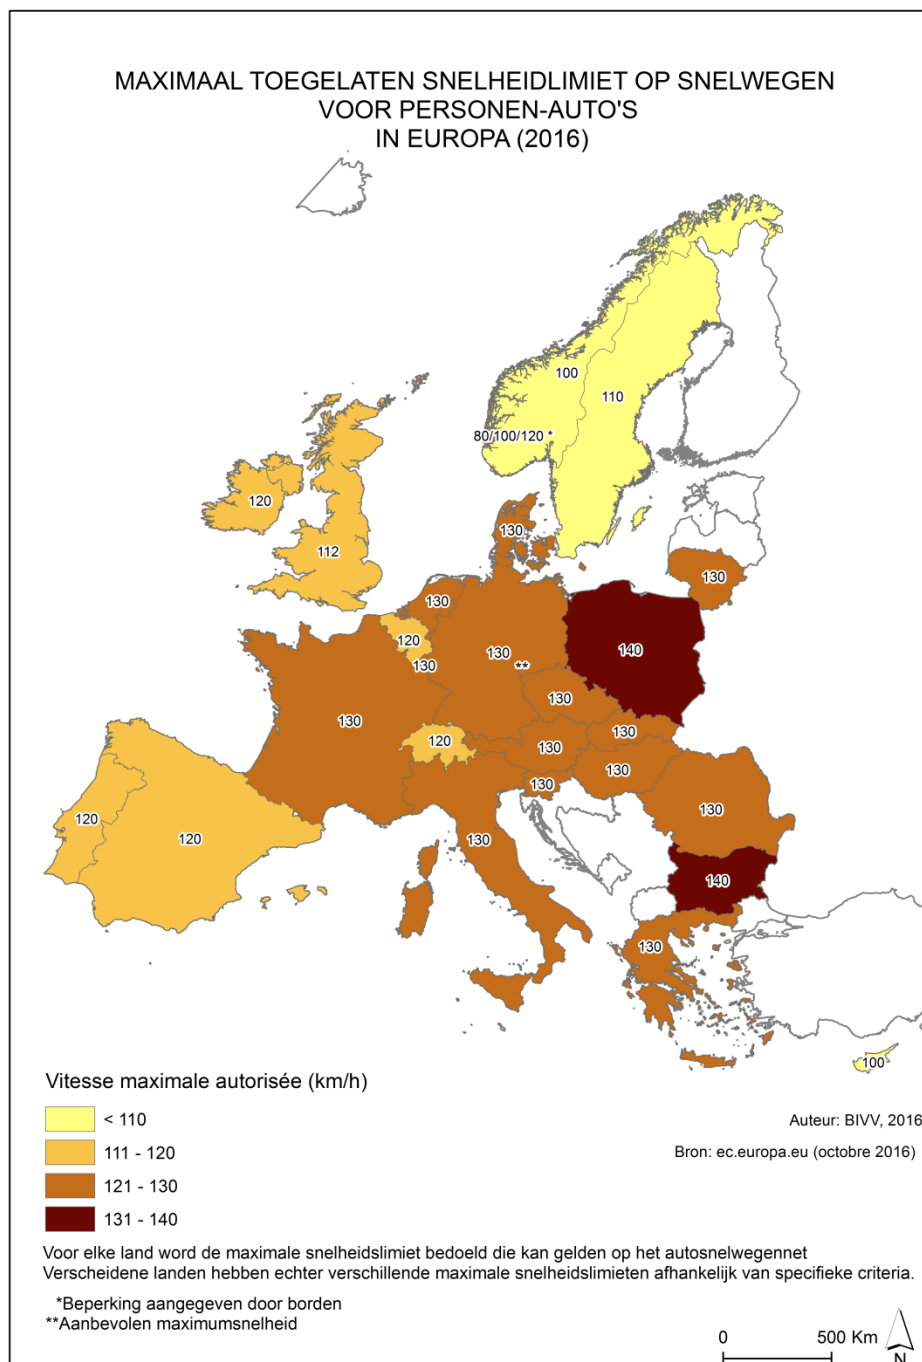 MAXIMAAL TOEGELATEN SNELHEIDLIMIET OP SNELWEGEN
VOOR PERSONEN-AUTO'S
IN EUROPA (2016)
100
110
80/100/120 *
120
112
130
130
130
120
130
130
**
140
130
130
120
130
130
130
130
130
120
120
130
140
130
100
Vitesse maximale autorisée (km/h)
< 110
111 - 120
121 - 130
131 - 140
Auteur: BIVV, 2016
Bron: ec.europa.eu (octobre 2016)
Voor elke land word de maximale snelheidslimiet bedoeld die kan gelden op het autosnelwegennet
Verscheidene landen hebben echter verschillende maximale snelheidslimieten afhankelijk van specifieke criteria.
*Beperking aangegeven door borden
**Aanbevolen maximumsnelheid
0 500 Km
N